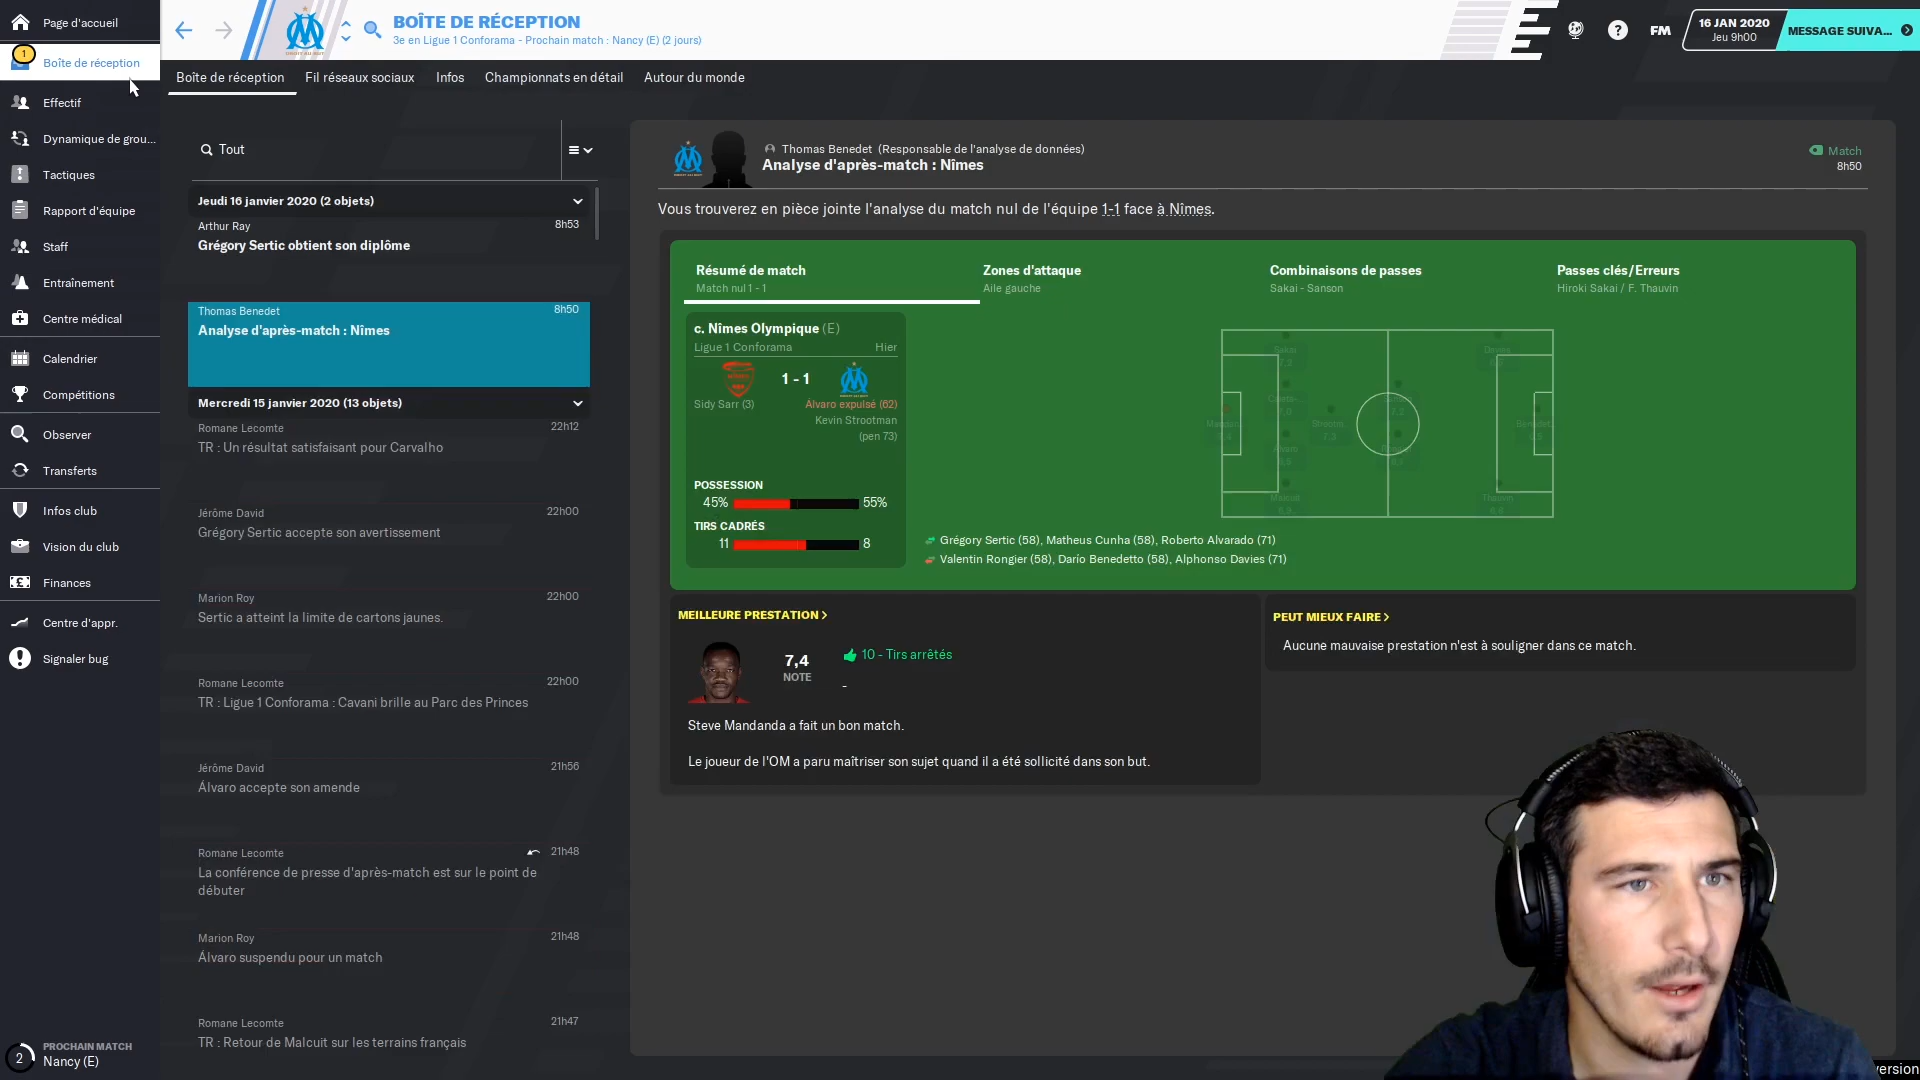 Page d'accueil
1
Boîte de réception
Effectif
Dynamique de grou...
Tactiques
Rapport d'équipe
Staff
Entraînement
Centre médical
Calendrier
Compétitions
Observer
Transferts
Infos club
Vision du club
Finances
Centre d'appr.
Signaler bug
2
PROCHAIN MATCH
Nancy (E)
BOÎTE DE RÉCEPTION
3e en Ligue 1 Conforama - Prochain match : Nancy (E) (2 jours)
?
FM
16 JAN 2020
Jeu 9h00
MESSAGE SUIVA...
Boîte de réception
Fil réseaux sociaux
Infos
Championnats en détail
Autour du monde
Tout
Jeudi 16 janvier 2020 (2 objets)
Arthur Ray 8h53
Grégory Sertic obtient son diplôme
Thomas Benedet 8h50
Analyse d'après-match : Nîmes
Mercredi 15 janvier 2020 (13 objets)
Romane Lecomte 22h12
TR : Un résultat satisfaisant pour Carvalho
Jérôme David 22h00
Grégory Sertic accepte son avertissement
Marion Roy 22h00
Sertic a atteint la limite de cartons jaunes.
Romane Lecomte 22h00
TR : Ligue 1 Conforama : Cavani brille au Parc des Princes
Jérôme David 21h56
Álvaro accepte son amende
Romane Lecomte 21h48
La conférence de presse d'après-match est sur le point de
débuter
Marion Roy 21h48
Álvaro suspendu pour un match
Romane Lecomte 21h47
TR : Retour de Malcuit sur les terrains français
Thomas Benedet (Responsable de l'analyse de données)
Analyse d'après-match : Nîmes
Match
8h50
Vous trouverez en pièce jointe l'analyse du match nul de l'équipe 1-1 face à Nîmes.
Résumé de match
Match nul 1 - 1
Zones d'attaque
Aile gauche
Combinaisons de passes
Sakai - Sanson
Passes clés/Erreurs
Hiroki Sakai / F. Thauvin
c. Nîmes Olympique (E)
Ligue 1 Conforama Hier
1 - 1
Sidy Sarr (3)
Álvaro expulsé (62)
Kevin Strootman
(pen 73)
POSSESSION
45% 55%
TIRS CADRÉS
11 8
Grégory Sertic (58), Matheus Cunha (58), Roberto Alvarado (71)
Valentin Rongier (58), Darío Benedetto (58), Alphonso Davies (71)
MEILLEURE PRESTATION >
7,4
NOTE
10 - Tirs arrêtés
-
Steve Mandanda a fait un bon match.
Le joueur de l'OM a paru maîtriser son sujet quand il a été sollicité dans son but.
PEUT MIEUX FAIRE >
Aucune mauvaise prestation n'est à souligner dans ce match.
version